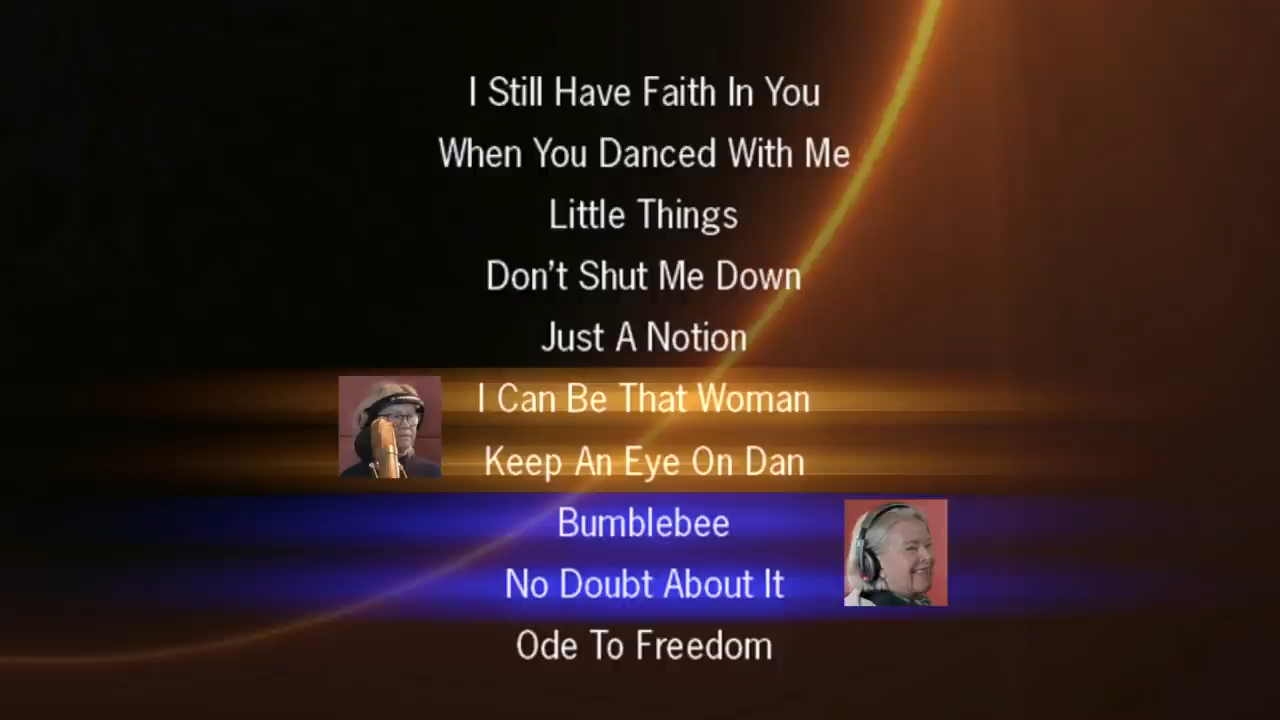 I Still Have Faith In You
When You Danced With Me
Little Things
Don't Shut Me Down
Just A Notion
I Can Be That Woman
Keep An Eye On Dan
Bumblebee
No Doubt About It
Ode To Freedom